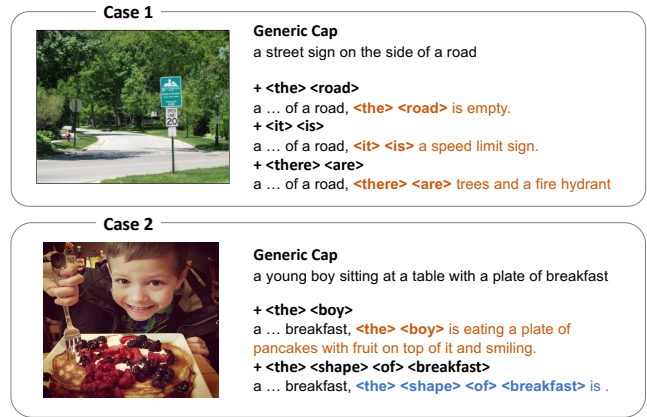 Case 1
Generic Cap
a street sign on the side of a road
+ <the> <road>
a … of a road, <the> <road> is empty.
+ <it> <is>
a … of a road, <it> <is> a speed limit sign.
+ <there> <are>
a … of a road, <there> <are> trees and a fire hydrant
SPEED
LIMIT
20
Case 2
Generic Cap
a young boy sitting at a table with a plate of breakfast
+ <the> <boy>
a … breakfast, <the> <boy> is eating a plate of
pancakes with fruit on top of it and smiling.
+ <the> <shape> <of> <breakfast>
a … breakfast, <the> <shape> <of> <breakfast> is .